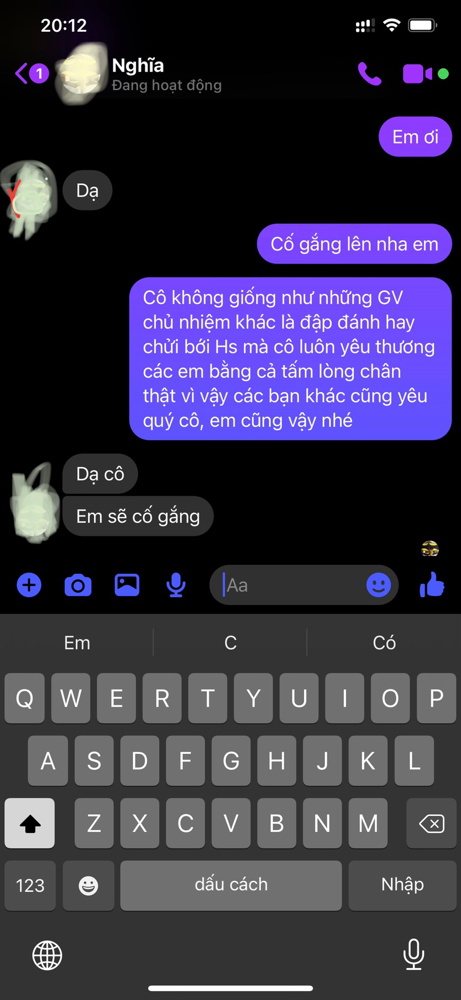 20:12
1
Nghĩa
Đang hoạt động
Em ơi
Dạ
Cố gắng lên nha em
Cô không giống như những GV
chủ nhiệm khác là đập đánh hay
chửi bới Hs mà cô luôn yêu thương
các em bằng cả tấm lòng chân
thật vì vậy các bạn khác cũng yêu
quý cô, em cũng vậy nhé
Dạ cô
Em sẽ cố gắng
Aa
Em C Có
Q W E R T Y U I O P
A S D F G H J K L
Z X C V B N M
123 dấu cách Nhập